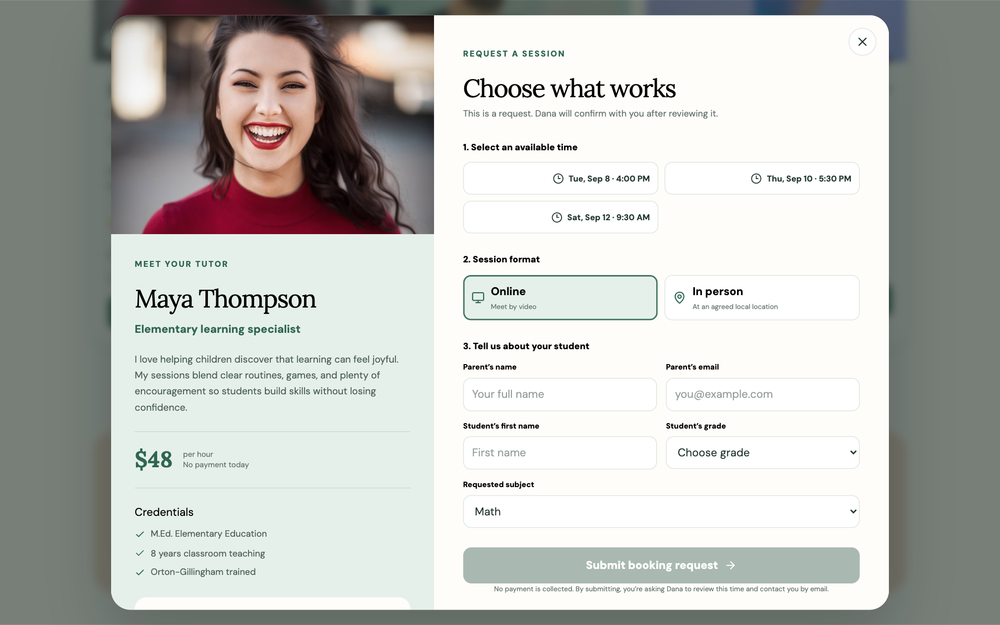 MEET YOUR TUTOR
Maya Thompson
Elementary learning specialist
I love helping children discover that learning can feel joyful.
My sessions blend clear routines, games, and plenty of
encouragement so students build skills without losing
confidence.
$48
per hour
No payment today
Credentials
M.Ed. Elementary Education
8 years classroom teaching
Orton-Gillingham trained
REQUEST A SESSION
Choose what works
This is a request. Dana will confirm with you after reviewing it.
1. Select an available time
Tue, Sep 8 · 4:00 PM
Thu, Sep 10 · 5:30 PM
Sat, Sep 12 · 9:30 AM
2. Session format
Online
Meet by video
In person
At an agreed local location
3. Tell us about your student
Parent’s name
Parent’s email
Your full name
you@example.com
Student’s first name
Student’s grade
First name
Choose grade
Requested subject
Math
Submit booking request →
No payment is collected. By submitting, you’re asking Dana to review this time and contact you by email.